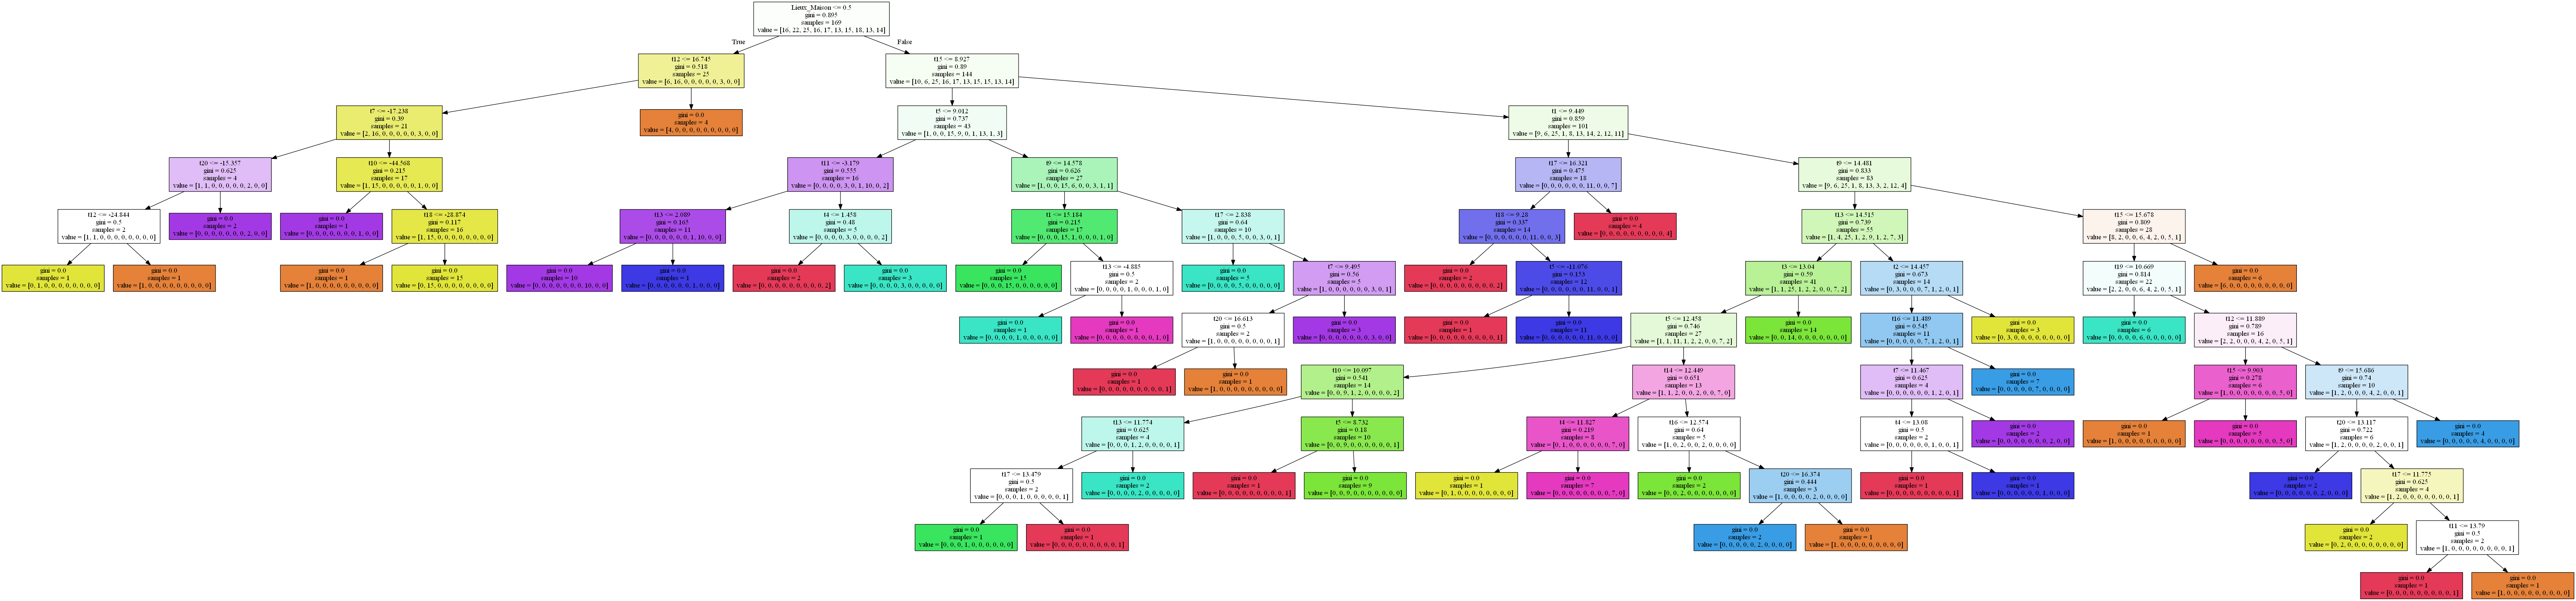 Lieux_Maison <= 0.5
gini = 0.895
samples = 169
value = [16, 22, 25, 16, 17, 13, 15, 18, 13, 14]
True
False
t12 <= 16.745
gini = 0.518
samples = 25
value = [6, 16, 0, 0, 0, 0, 0, 3, 0, 0]
t15 <= 8.927
gini = 0.89
samples = 144
value = [10, 6, 25, 16, 17, 13, 15, 15, 13, 14]
t7 <= -17.238
gini = 0.39
samples = 21
value = [2, 16, 0, 0, 0, 0, 0, 3, 0, 0]
gini = 0.0
samples = 4
value = [4, 0, 0, 0, 0, 0, 0, 0, 0, 0]
t5 <= 9.012
gini = 0.737
samples = 43
value = [1, 0, 0, 15, 9, 0, 1, 13, 1, 3]
t1 <= 9.449
gini = 0.859
samples = 101
value = [9, 6, 25, 1, 8, 13, 14, 2, 12, 11]
t20 <= -15.357
gini = 0.625
samples = 4
value = [1, 1, 0, 0, 0, 0, 0, 2, 0, 0]
t10 <= -44.568
gini = 0.215
samples = 17
value = [1, 15, 0, 0, 0, 0, 0, 1, 0, 0]
t11 <= -3.179
gini = 0.555
samples = 16
value = [0, 0, 0, 0, 3, 0, 1, 10, 0, 2]
t9 <= 14.578
gini = 0.626
samples = 27
value = [1, 0, 0, 15, 6, 0, 0, 3, 1, 1]
t17 <= 16.321
gini = 0.475
samples = 18
value = [0, 0, 0, 0, 0, 0, 11, 0, 0, 7]
t9 <= 14.481
gini = 0.833
samples = 83
value = [9, 6, 25, 1, 8, 13, 3, 2, 12, 4]
t12 <= -24.844
gini = 0.5
samples = 2
value = [1, 1, 0, 0, 0, 0, 0, 0, 0, 0]
gini = 0.0
samples = 2
value = [0, 0, 0, 0, 0, 0, 0, 2, 0, 0]
gini = 0.0
samples = 1
value = [0, 0, 0, 0, 0, 0, 0, 1, 0, 0]
t18 <= -28.874
gini = 0.117
samples = 16
value = [1, 15, 0, 0, 0, 0, 0, 0, 0, 0]
t13 <= 2.089
gini = 0.165
samples = 11
value = [0, 0, 0, 0, 0, 0, 1, 10, 0, 0]
t4 <= 1.458
gini = 0.48
samples = 5
value = [0, 0, 0, 0, 3, 0, 0, 0, 0, 2]
t1 <= 15.184
gini = 0.215
samples = 17
value = [0, 0, 0, 15, 1, 0, 0, 0, 1, 0]
t17 <= 2.838
gini = 0.64
samples = 10
value = [1, 0, 0, 0, 5, 0, 0, 3, 0, 1]
t18 <= 9.28
gini = 0.337
samples = 14
value = [0, 0, 0, 0, 0, 0, 11, 0, 0, 3]
gini = 0.0
samples = 4
value = [0, 0, 0, 0, 0, 0, 0, 0, 0, 4]
t13 <= 14.515
gini = 0.739
samples = 55
value = [1, 4, 25, 1, 2, 9, 1, 2, 7, 3]
t15 <= 15.678
gini = 0.809
samples = 28
value = [8, 2, 0, 0, 6, 4, 2, 0, 5, 1]
gini = 0.0
samples = 1
value = [0, 1, 0, 0, 0, 0, 0, 0, 0, 0]
gini = 0.0
samples = 1
value = [1, 0, 0, 0, 0, 0, 0, 0, 0, 0]
gini = 0.0
samples = 1
value = [1, 0, 0, 0, 0, 0, 0, 0, 0, 0]
gini = 0.0
samples = 15
value = [0, 15, 0, 0, 0, 0, 0, 0, 0, 0]
gini = 0.0
samples = 10
value = [0, 0, 0, 0, 0, 0, 0, 10, 0, 0]
gini = 0.0
samples = 1
value = [0, 0, 0, 0, 0, 0, 1, 0, 0, 0]
gini = 0.0
samples = 2
value = [0, 0, 0, 0, 0, 0, 0, 0, 0, 2]
gini = 0.0
samples = 3
value = [0, 0, 0, 0, 3, 0, 0, 0, 0, 0]
gini = 0.0
samples = 15
value = [0, 0, 0, 15, 0, 0, 0, 0, 0, 0]
t13 <= -4.885
gini = 0.5
samples = 2
value = [0, 0, 0, 0, 1, 0, 0, 0, 1, 0]
gini = 0.0
samples = 5
value = [0, 0, 0, 0, 5, 0, 0, 0, 0, 0]
t7 <= 9.495
gini = 0.56
samples = 5
value = [1, 0, 0, 0, 0, 0, 0, 3, 0, 1]
gini = 0.0
samples = 2
value = [0, 0, 0, 0, 0, 0, 0, 0, 0, 2]
t5 <= -11.076
gini = 0.153
samples = 12
value = [0, 0, 0, 0, 0, 0, 11, 0, 0, 1]
t3 <= 13.04
gini = 0.59
samples = 41
value = [1, 1, 25, 1, 2, 2, 0, 0, 7, 2]
t2 <= 14.457
gini = 0.673
samples = 14
value = [0, 3, 0, 0, 0, 7, 1, 2, 0, 1]
t19 <= 10.669
gini = 0.814
samples = 22
value = [2, 2, 0, 0, 6, 4, 2, 0, 5, 1]
gini = 0.0
samples = 6
value = [6, 0, 0, 0, 0, 0, 0, 0, 0, 0]
gini = 0.0
samples = 1
value = [0, 0, 0, 0, 1, 0, 0, 0, 0, 0]
gini = 0.0
samples = 1
value = [0, 0, 0, 0, 0, 0, 0, 0, 1, 0]
t20 <= 16.613
gini = 0.5
samples = 2
value = [1, 0, 0, 0, 0, 0, 0, 0, 0, 1]
gini = 0.0
samples = 3
value = [0, 0, 0, 0, 0, 0, 0, 3, 0, 0]
gini = 0.0
samples = 1
value = [0, 0, 0, 0, 0, 0, 0, 0, 0, 1]
gini = 0.0
samples = 11
value = [0, 0, 0, 0, 0, 0, 11, 0, 0, 0]
t5 <= 12.458
gini = 0.746
samples = 27
value = [1, 1, 11, 1, 2, 2, 0, 0, 7, 2]
gini = 0.0
samples = 14
value = [0, 0, 14, 0, 0, 0, 0, 0, 0, 0]
t16 <= 11.489
gini = 0.545
samples = 11
value = [0, 0, 0, 0, 0, 7, 1, 2, 0, 1]
gini = 0.0
samples = 3
value = [0, 3, 0, 0, 0, 0, 0, 0, 0, 0]
gini = 0.0
samples = 6
value = [0, 0, 0, 0, 6, 0, 0, 0, 0, 0]
t12 <= 11.889
gini = 0.789
samples = 16
value = [2, 2, 0, 0, 0, 4, 2, 0, 5, 1]
gini = 0.0
samples = 1
value = [0, 0, 0, 0, 0, 0, 0, 0, 0, 1]
gini = 0.0
samples = 1
value = [1, 0, 0, 0, 0, 0, 0, 0, 0, 0]
t10 <= 10.097
gini = 0.541
samples = 14
value = [0, 0, 9, 1, 2, 0, 0, 0, 0, 2]
t14 <= 12.449
gini = 0.651
samples = 13
value = [1, 1, 2, 0, 0, 2, 0, 0, 7, 0]
t7 <= 11.467
gini = 0.625
samples = 4
value = [0, 0, 0, 0, 0, 0, 1, 2, 0, 1]
gini = 0.0
samples = 7
value = [0, 0, 0, 0, 0, 7, 0, 0, 0, 0]
t15 <= 9.903
gini = 0.278
samples = 6
value = [1, 0, 0, 0, 0, 0, 0, 0, 5, 0]
t9 <= 15.686
gini = 0.74
samples = 10
value = [1, 2, 0, 0, 0, 4, 2, 0, 0, 1]
t13 <= 11.774
gini = 0.625
samples = 4
value = [0, 0, 0, 1, 2, 0, 0, 0, 0, 1]
t5 <= 8.732
gini = 0.18
samples = 10
value = [0, 0, 9, 0, 0, 0, 0, 0, 0, 1]
t4 <= 11.827
gini = 0.219
samples = 8
value = [0, 1, 0, 0, 0, 0, 0, 0, 7, 0]
t16 <= 12.574
gini = 0.64
samples = 5
value = [1, 0, 2, 0, 0, 2, 0, 0, 0, 0]
t4 <= 13.08
gini = 0.5
samples = 2
value = [0, 0, 0, 0, 0, 0, 1, 0, 0, 1]
gini = 0.0
samples = 2
value = [0, 0, 0, 0, 0, 0, 0, 2, 0, 0]
gini = 0.0
samples = 1
value = [1, 0, 0, 0, 0, 0, 0, 0, 0, 0]
gini = 0.0
samples = 5
value = [0, 0, 0, 0, 0, 0, 0, 0, 5, 0]
t20 <= 13.117
gini = 0.722
samples = 6
value = [1, 2, 0, 0, 0, 0, 2, 0, 0, 1]
gini = 0.0
samples = 4
value = [0, 0, 0, 0, 0, 4, 0, 0, 0, 0]
t17 <= 13.479
gini = 0.5
samples = 2
value = [0, 0, 0, 1, 0, 0, 0, 0, 0, 1]
gini = 0.0
samples = 2
value = [0, 0, 0, 0, 2, 0, 0, 0, 0, 0]
gini = 0.0
samples = 1
value = [0, 0, 0, 0, 0, 0, 0, 0, 0, 1]
gini = 0.0
samples = 9
value = [0, 0, 9, 0, 0, 0, 0, 0, 0, 0]
gini = 0.0
samples = 1
value = [0, 1, 0, 0, 0, 0, 0, 0, 0, 0]
gini = 0.0
samples = 7
value = [0, 0, 0, 0, 0, 0, 0, 0, 7, 0]
gini = 0.0
samples = 2
value = [0, 0, 2, 0, 0, 0, 0, 0, 0, 0]
t20 <= 16.374
gini = 0.444
samples = 3
value = [1, 0, 0, 0, 0, 2, 0, 0, 0, 0]
gini = 0.0
samples = 1
value = [0, 0, 0, 0, 0, 0, 0, 0, 0, 1]
gini = 0.0
samples = 1
value = [0, 0, 0, 0, 0, 0, 1, 0, 0, 0]
gini = 0.0
samples = 2
value = [0, 0, 0, 0, 0, 0, 2, 0, 0, 0]
t17 <= 11.775
gini = 0.625
samples = 4
value = [1, 2, 0, 0, 0, 0, 0, 0, 0, 1]
gini = 0.0
samples = 1
value = [0, 0, 0, 1, 0, 0, 0, 0, 0, 0]
gini = 0.0
samples = 1
value = [0, 0, 0, 0, 0, 0, 0, 0, 0, 1]
gini = 0.0
samples = 2
value = [0, 0, 0, 0, 0, 2, 0, 0, 0, 0]
gini = 0.0
samples = 1
value = [1, 0, 0, 0, 0, 0, 0, 0, 0, 0]
gini = 0.0
samples = 2
value = [0, 2, 0, 0, 0, 0, 0, 0, 0, 0]
t11 <= 13.79
gini = 0.5
samples = 2
value = [1, 0, 0, 0, 0, 0, 0, 0, 0, 1]
gini = 0.0
samples = 1
value = [0, 0, 0, 0, 0, 0, 0, 0, 0, 1]
gini = 0.0
samples = 1
value = [1, 0, 0, 0, 0, 0, 0, 0, 0, 0]